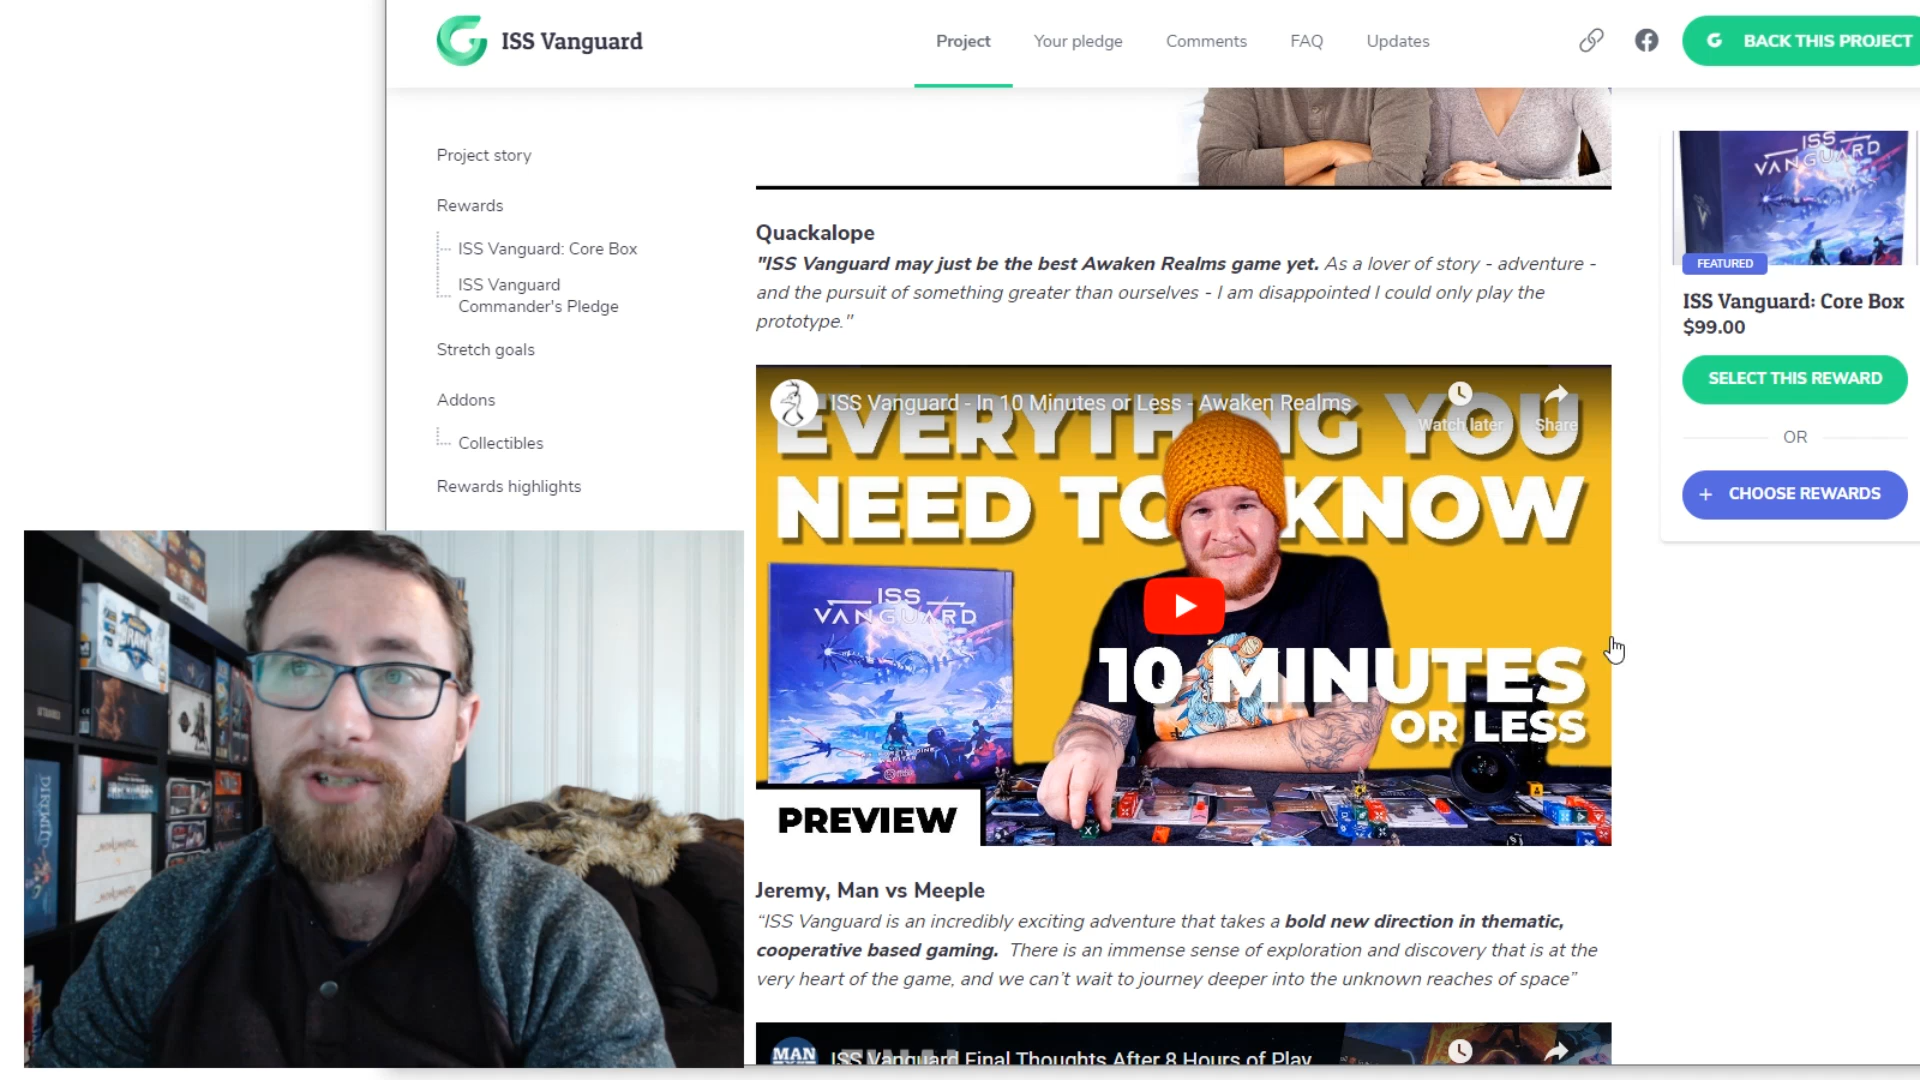 ISS Vanguard
Project
Your pledge
Comments
FAQ
Updates
BACK THIS PROJECT
Project story
Rewards
ISS Vanguard: Core Box
ISS Vanguard
Commander's Pledge
Stretch goals
Addons
Collectibles
Rewards highlights
Quackalope
"ISS Vanguard may just be the best Awaken Realms game yet. As a lover of story - adventure -
and the pursuit of something greater than ourselves - I am disappointed I could only play the
prototype."
ISS Vanguard - In 10 Minutes or Less - Awaken Realms
Watch later
Share
EVERYTHING YOU
NEED TO KNOW
ISS
VANGUARD
10 MINUTES
OR LESS
PREVIEW
Jeremy, Man vs Meeple
“ISS Vanguard is an incredibly exciting adventure that takes a bold new direction in thematic,
cooperative based gaming. There is an immense sense of exploration and discovery that is at the
very heart of the game, and we can’t wait to journey deeper into the unknown reaches of space”
MAN
ISS Vanguard Final Thoughts After 8 Hours of Play
ISS
VANGUARD
FEATURED
ISS Vanguard: Core Box
$99.00
SELECT THIS REWARD
OR
+ CHOOSE REWARDS